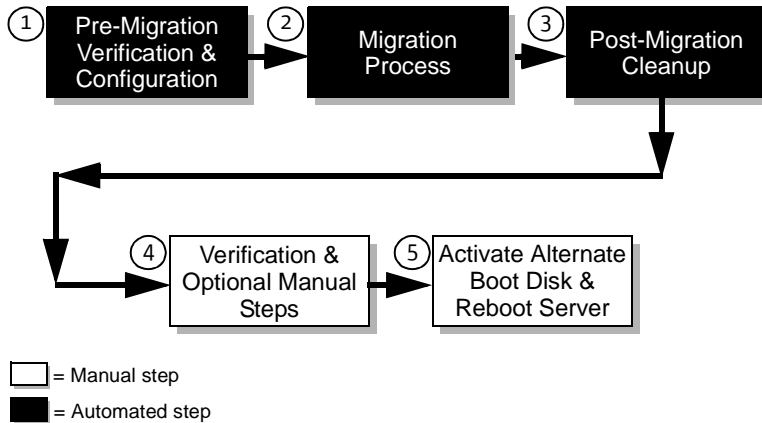 1
Pre-Migration
Verification &
Configuration
2
Migration
Process
3
Post-Migration
Cleanup
4
Verification &
Optional Manual
Steps
5
Activate Alternate
Boot Disk &
Reboot Server
= Manual step
= Automated step